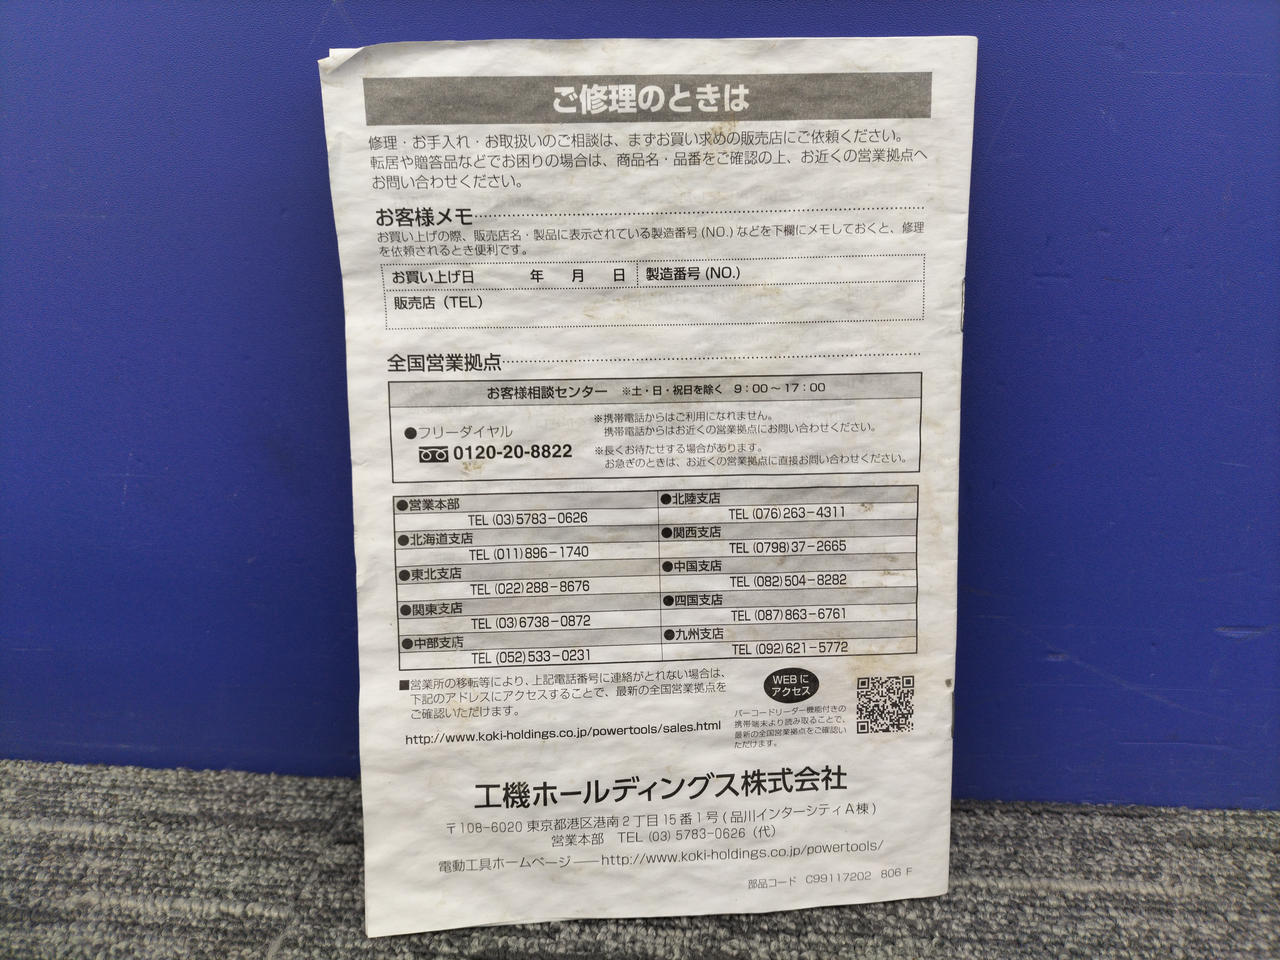 ご修理のときは
修理・お手入れ・お取扱いのご相談は、まずお買い求めの販売店にご依頼ください。
転居や贈答品などでお困りの場合は、商品名・品番をご確認の上、お近くの営業拠点へ
お問い合わせください。
お客様メモ
お買い上げの際、販売店名・製品に表示されている製造番号(NO.)などを下欄にメモしておくと、修理
を依頼されるとき便利です。
お買い上げ日 年 月 日 製造番号(NO.)
販売店(TEL)
全国営業拠点
お客様相談センター ※土・日・祝日を除く 9:00〜17:00
●フリーダイヤル
0120-20-8822
※携帯電話からはご利用になれません。
携帯電話からはお近くの営業拠点にお問い合わせください。
※長くお待たせする場合があります。
お急ぎのときは、お近くの営業拠点に直接お問い合わせください。
●営業本部
TEL(03)5783−0626
●北海道支店
TEL(011)896−1740
●東北支店
TEL(022)288−8676
●関東支店
TEL(03)6738−0872
●中部支店
TEL(052)533−0231
●北陸支店
TEL(076)263−4311
●関西支店
TEL(0798)37−2665
●中国支店
TEL(082)504−8282
●四国支店
TEL(087)863−6761
●九州支店
TEL(092)621−5772
■営業所の移転等により、上記電話番号に連絡がとれない場合は、
下記のアドレスにアクセスすることで、最新の全国営業拠点を
ご確認いただけます。
http://www.koki-holdings.co.jp/powertools/sales.html
WEBに
アクセス
バーコードリーダー機能付きの
携帯端末より読み取ることで、
最新の全国営業拠点をご確認い
ただけます。
工機ホールディングス株式会社
〒108-6020 東京都港区港南2丁目15番1号(品川インターシティA棟)
営業本部 TEL(03)5783-0626(代)
電動工具ホームページ——http://www.koki-holdings.co.jp/powertools/
部品コード C99117202 806 F